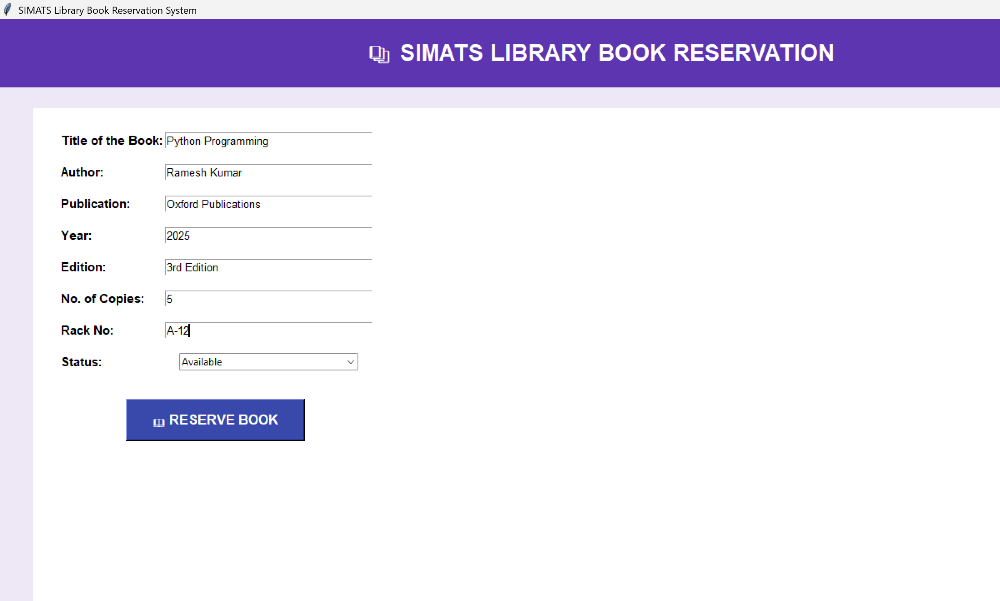 SIMATS Library Book Reservation System
SIMATS LIBRARY BOOK RESERVATION
Title of the Book: Python Programming
Author: Ramesh Kumar
Publication: Oxford Publications
Year: 2025
Edition: 3rd Edition
No. of Copies: 5
Rack No: A-12
Status: Available
RESERVE BOOK